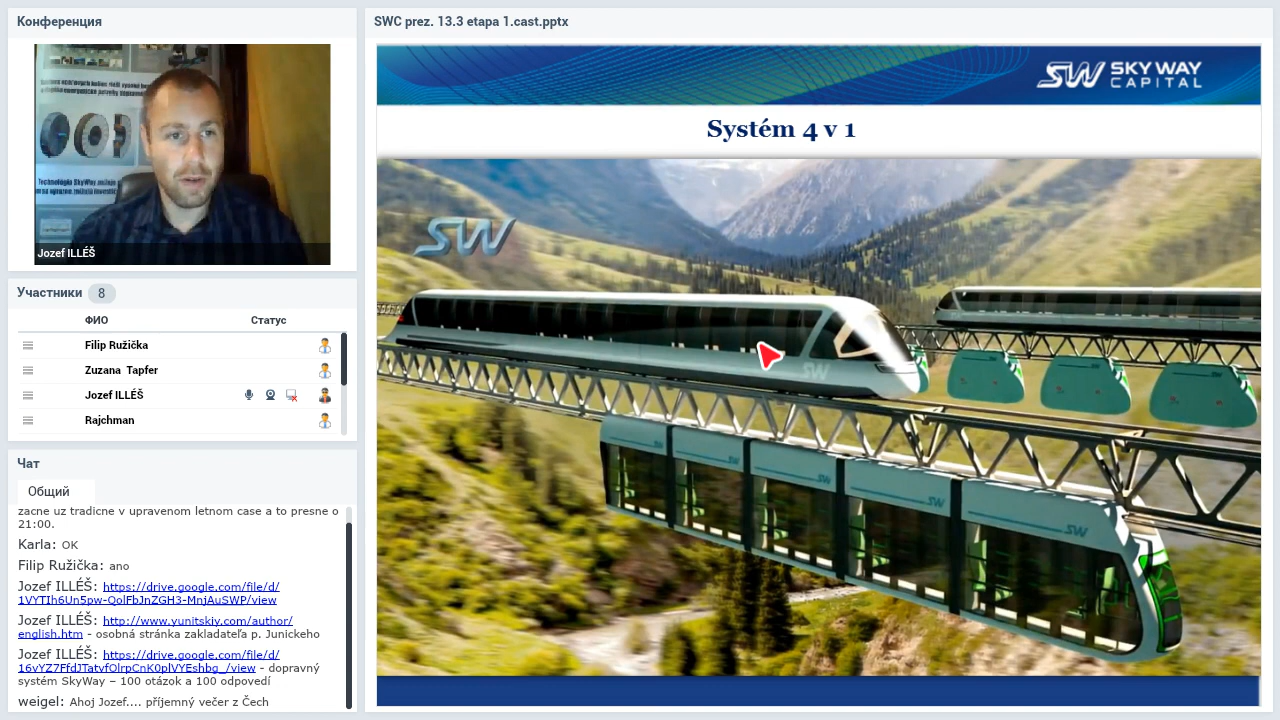 Конференция
Jozef ILLÉŠ
Участники 8
ФИО Статус
Filip Ružička
Zuzana Tapfer
Jozef ILLÉŠ
Rajchman
Чат
Общий
zacne uz tradicne v upravenom letnom case a to presne o
21:00.
Karla: OK
Filip Ružička: ano
Jozef ILLÉŠ: https://drive.google.com/file/d/
1VYTIh6Un5pw-QolFbJnZGH3-MnjAuSWP/view
Jozef ILLÉŠ: http://www.yunitskiy.com/author/
english.htm - osobná stránka zakladateľa p. Junickeho
Jozef ILLÉŠ: https://drive.google.com/file/d/
16vYZ7FfdJTatvfOlrpCnK0plVYEshbg_/view - dopravný
systém SkyWay – 100 otázok a 100 odpovedí
weigel: Ahoj Jozef.... příjemný večer z Čech
SWC prez. 13.3 etapa 1.cast.pptx
SW SKY WAY
CAPITAL
Systém 4 v 1
SW
SW
SW
SW
SW
SW